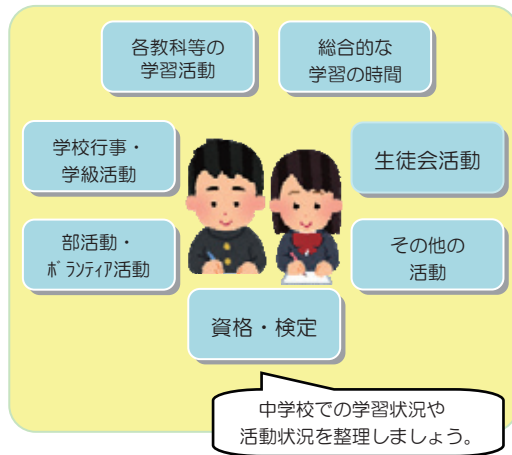 各教科等の
学習活動
総合的な
学習の時間
学校行事・
学級活動
生徒会活動
部活動・
ﾎﾞﾗﾝﾃｨｱ活動
その他の
活動
資格・検定
中学校での学習状況や
活動状況を整理しましょう。